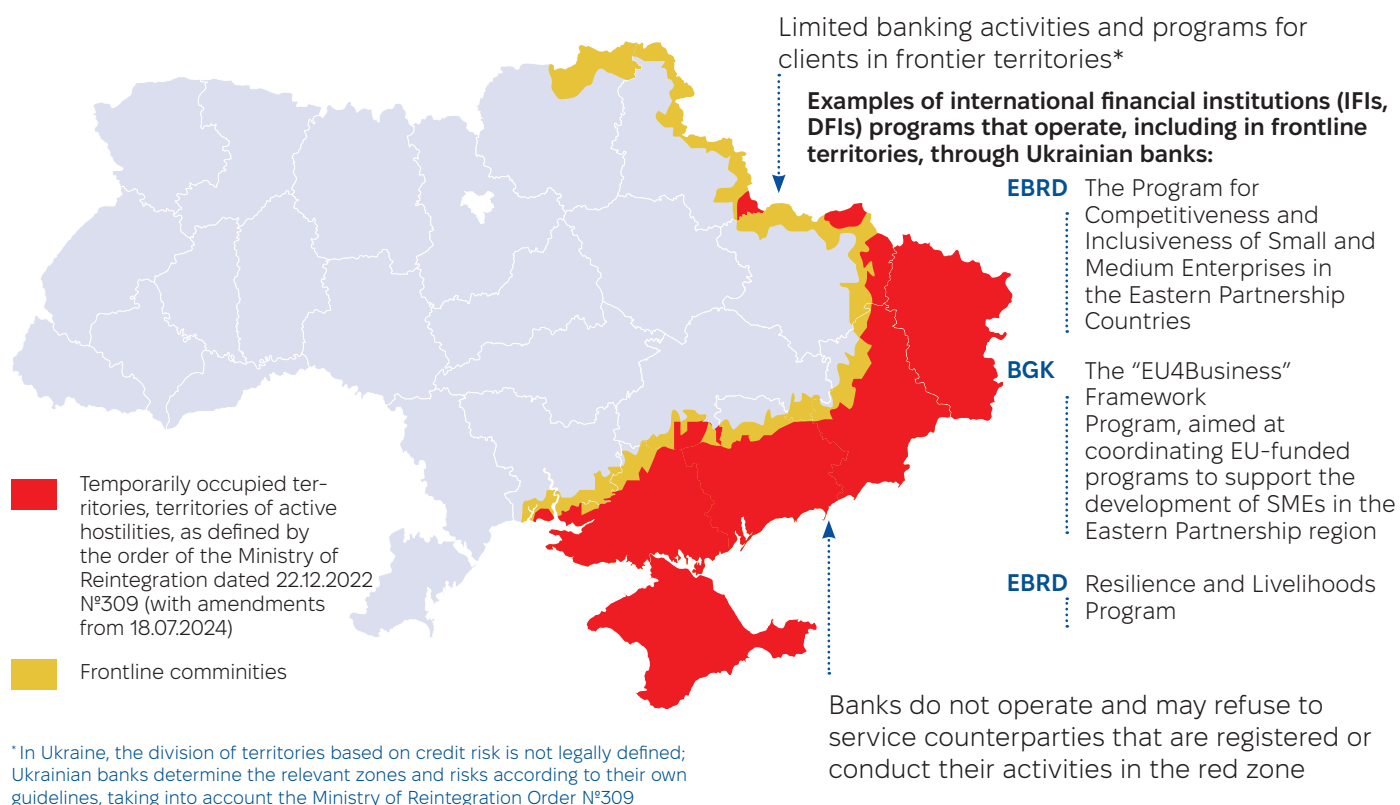 Limited banking activities and programs for
clients in frontier territories*
Examples of international financial institutions (IFIs,
DFIs) programs that operate, including in frontline
territories, through Ukrainian banks:
EBRD The Program for
Competitiveness and
Inclusiveness of Small and
Medium Enterprises in
the Eastern Partnership
Countries
BGK The “EU4Business”
Framework
Program, aimed at
coordinating EU-funded
programs to support the
development of SMEs in the
Eastern Partnership region
EBRD Resilience and Livelihoods
Program
Temporarily occupied ter-
ritories, territories of active
hostilities, as defined by
the order of the Ministry of
Reintegration dated 22.12.2022
№309 (with amendments
from 18.07.2024)
Frontline comminities
Banks do not operate and may refuse to
service counterparties that are registered or
conduct their activities in the red zone
* In Ukraine, the division of territories based on credit risk is not legally defined;
Ukrainian banks determine the relevant zones and risks according to their own
guidelines, taking into account the Ministry of Reintegration Order №309